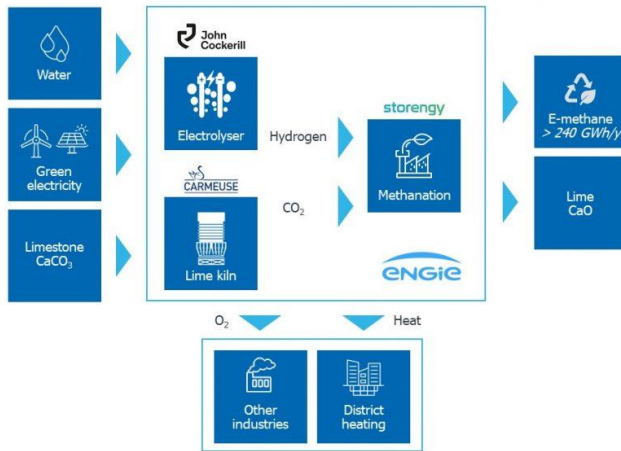 Water
Green
electricity
Limestone
CaCO₃
John
Cockerill
Electrolyser
Hydrogen
CARMEUSE
Lime kiln
CO₂
storengy
Methanation
ENGIE
E-methane
> 240 GWh/y
Lime
CaO
O₂
Heat
Other
industries
District
heating